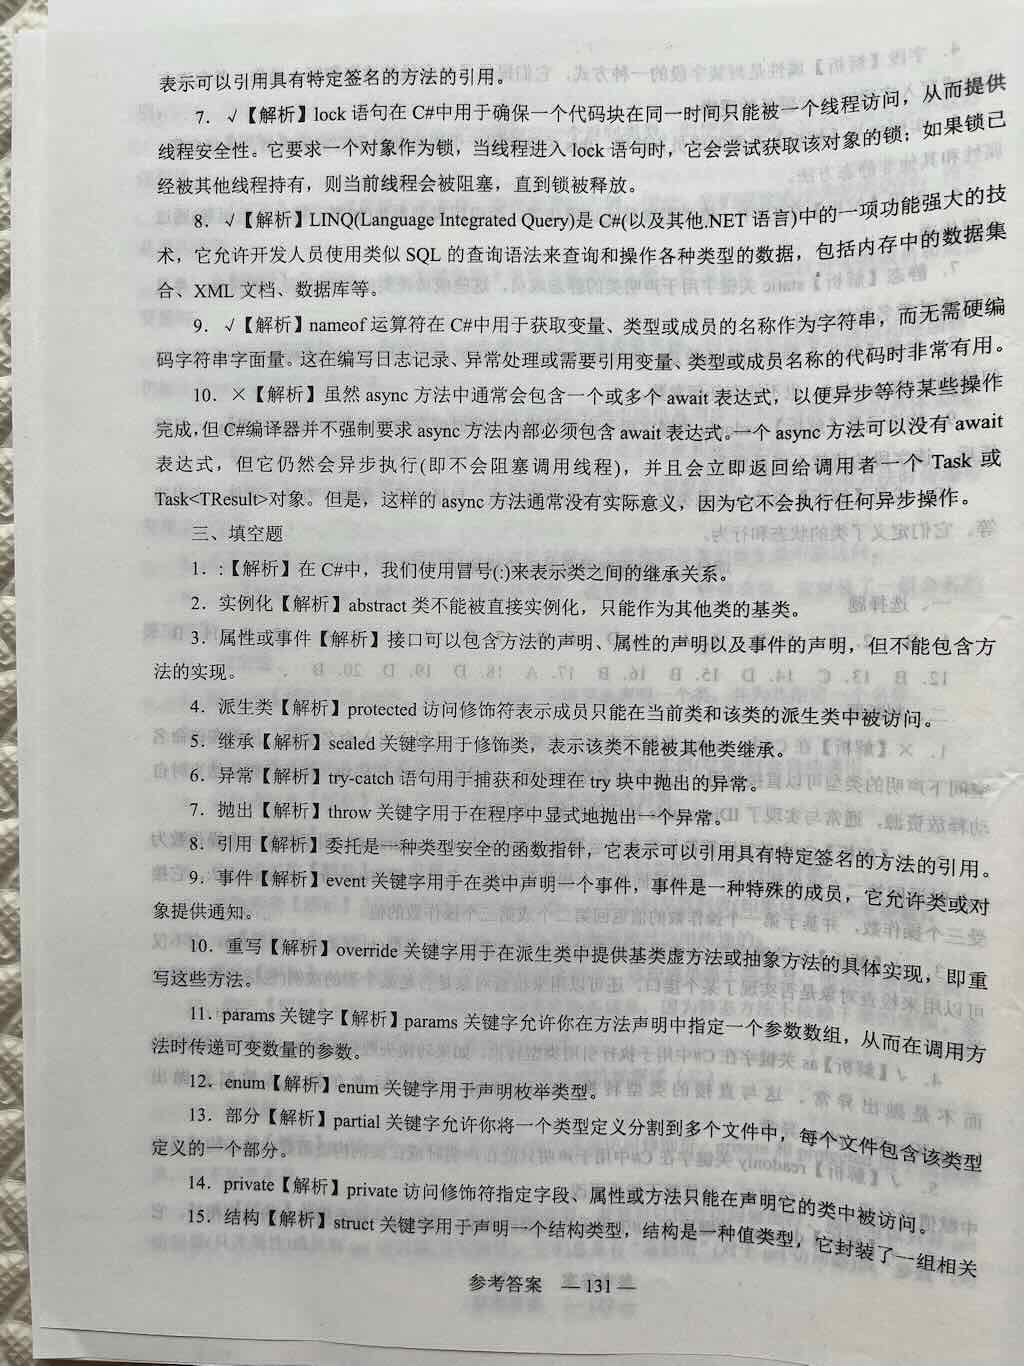 表示可以引用具有特定签名的方法的引用。
7．√【解析】lock 语句在 C#中用于确保一个代码块在同一时间只能被一个线程访问，从而提供
线程安全性。它要求一个对象作为锁，当线程进入 lock 语句时，它会尝试获取该对象的锁；如果锁已
经被其他线程持有，则当前线程会被阻塞，直到锁被释放。
8．√【解析】LINQ(Language Integrated Query)是 C#(以及其他.NET 语言)中的一项功能强大的技
术，它允许开发人员使用类似 SQL 的查询语法来查询和操作各种类型的数据，包括内存中的数据集
合、XML 文档、数据库等。
9．√【解析】nameof 运算符在 C#中用于获取变量、类型或成员的名称作为字符串，而无需硬编
码字符串字面量。这在编写日志记录、异常处理或需要引用变量、类型或成员名称的代码时非常有用。
10．×【解析】虽然 async 方法中通常会包含一个或多个 await 表达式，以便异步等待某些操作
完成，但 C#编译器并不强制要求 async 方法内部必须包含 await 表达式。一个 async 方法可以没有 await
表达式，但它仍然会异步执行(即不会阻塞调用线程)，并且会立即返回给调用者一个 Task 或
Task<TResult>对象。但是，这样的 async 方法通常没有实际意义，因为它不会执行任何异步操作。
三、填空题
1．:【解析】在 C#中，我们使用冒号(:)来表示类之间的继承关系。
2．实例化【解析】abstract 类不能被直接实例化，只能作为其他类的基类。
3．属性或事件【解析】接口可以包含方法的声明、属性的声明以及事件的声明，但不能包含方
法的实现。
4．派生类【解析】protected 访问修饰符表示成员只能在当前类和该类的派生类中被访问。
5．继承【解析】sealed 关键字用于修饰类，表示该类不能被其他类继承。
6．异常【解析】try-catch 语句用于捕获和处理在 try 块中抛出的异常。
7．抛出【解析】throw 关键字用于在程序中显式地抛出一个异常。
8．引用【解析】委托是一种类型安全的函数指针，它表示可以引用具有特定签名的方法的引用。
9．事件【解析】event 关键字用于在类中声明一个事件，事件是一种特殊的成员，它允许类或对
象提供通知。
10．重写【解析】override 关键字用于在派生类中提供基类虚方法或抽象方法的具体实现，即重
写这些方法。
11．params 关键字【解析】params 关键字允许你在方法声明中指定一个参数数组，从而在调用方
法时传递可变数量的参数。
12．enum【解析】enum 关键字用于声明枚举类型。
13．部分【解析】partial 关键字允许你将一个类型定义分割到多个文件中，每个文件包含该类型
定义的一个部分。
14．private【解析】private 访问修饰符指定字段、属性或方法只能在声明它的类中被访问。
15．结构【解析】struct 关键字用于声明一个结构类型，结构是一种值类型，它封装了一组相关
参考答案 — 131 —